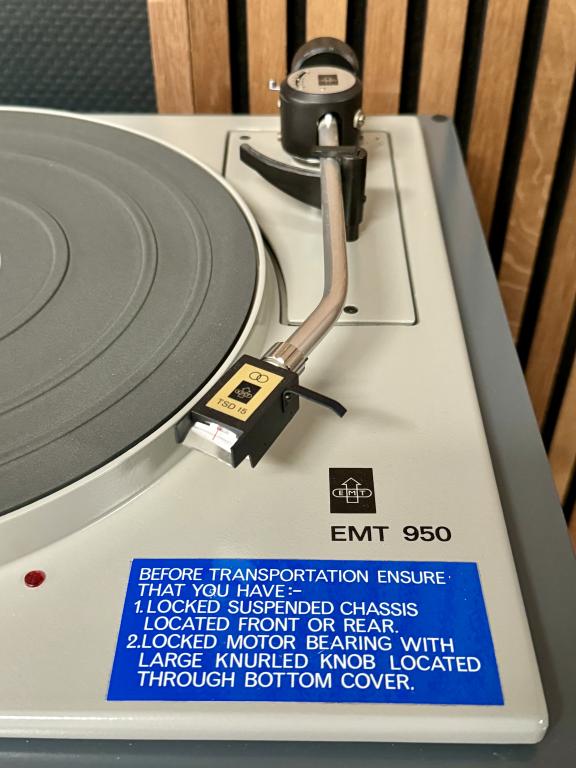 EMT
TSD 15
EMT
EMT 950
BEFORE TRANSPORTATION ENSURE
THAT YOU HAVE:-
1. LOCKED SUSPENDED CHASSIS
LOCATED FRONT OR REAR.
2. LOCKED MOTOR BEARING WITH
LARGE KNURLED KNOB LOCATED
THROUGH BOTTOM COVER.